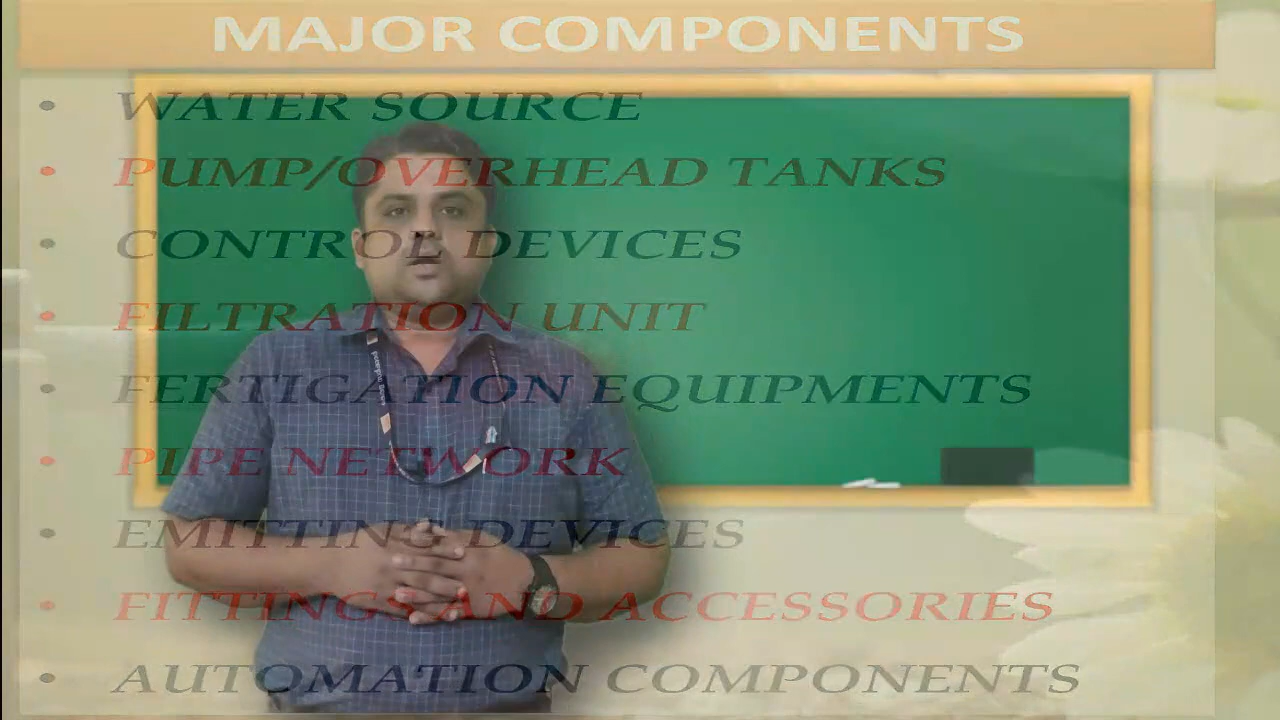 MAJOR COMPONENTS
• WATER SOURCE
• PUMP/OVERHEAD TANKS
• CONTROL DEVICES
• FILTRATION UNIT
• FERTIGATION EQUIPMENTS
• PIPE NETWORK
• EMITTING DEVICES
• FITTINGS AND ACCESSORIES
• AUTOMATION COMPONENTS